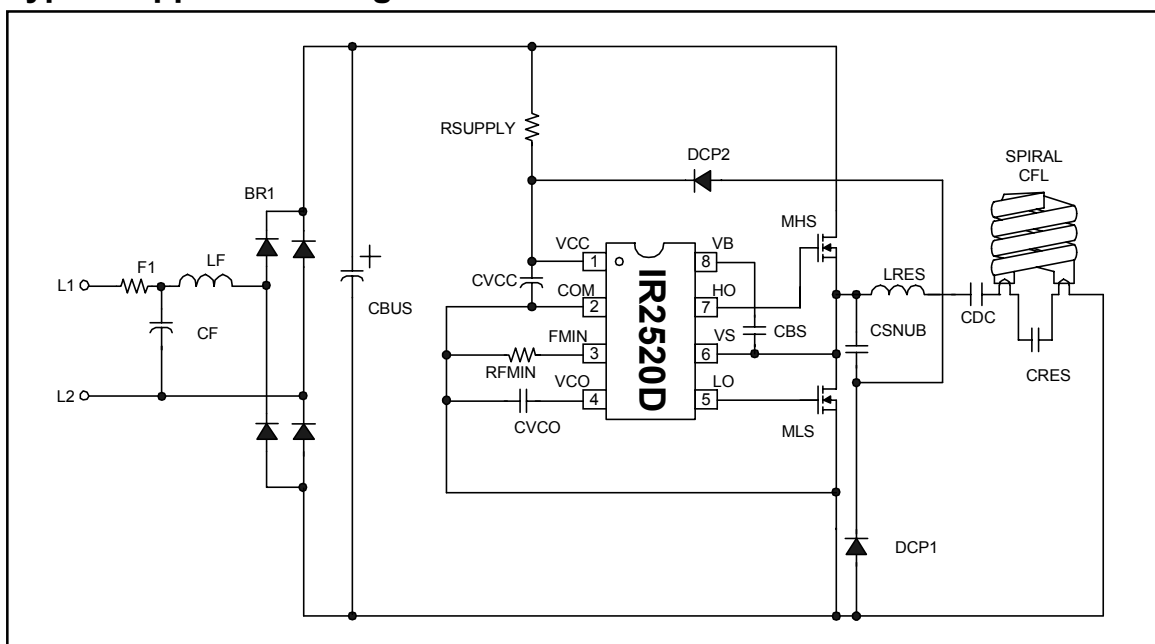 RSUPPLY
DCP2
SPIRAL
CFL
BR1
MHS
VCC
VB
F1
LF
1
8
LRES
L1
CVCC
HO
COM
2
7
CBUS
CBS
CDC
CF
FMIN
VS
CSNUB
3
6
RFMIN
CRES
VCO
LO
L2
4
5
CVCO
MLS
IR2520D
DCP1
+